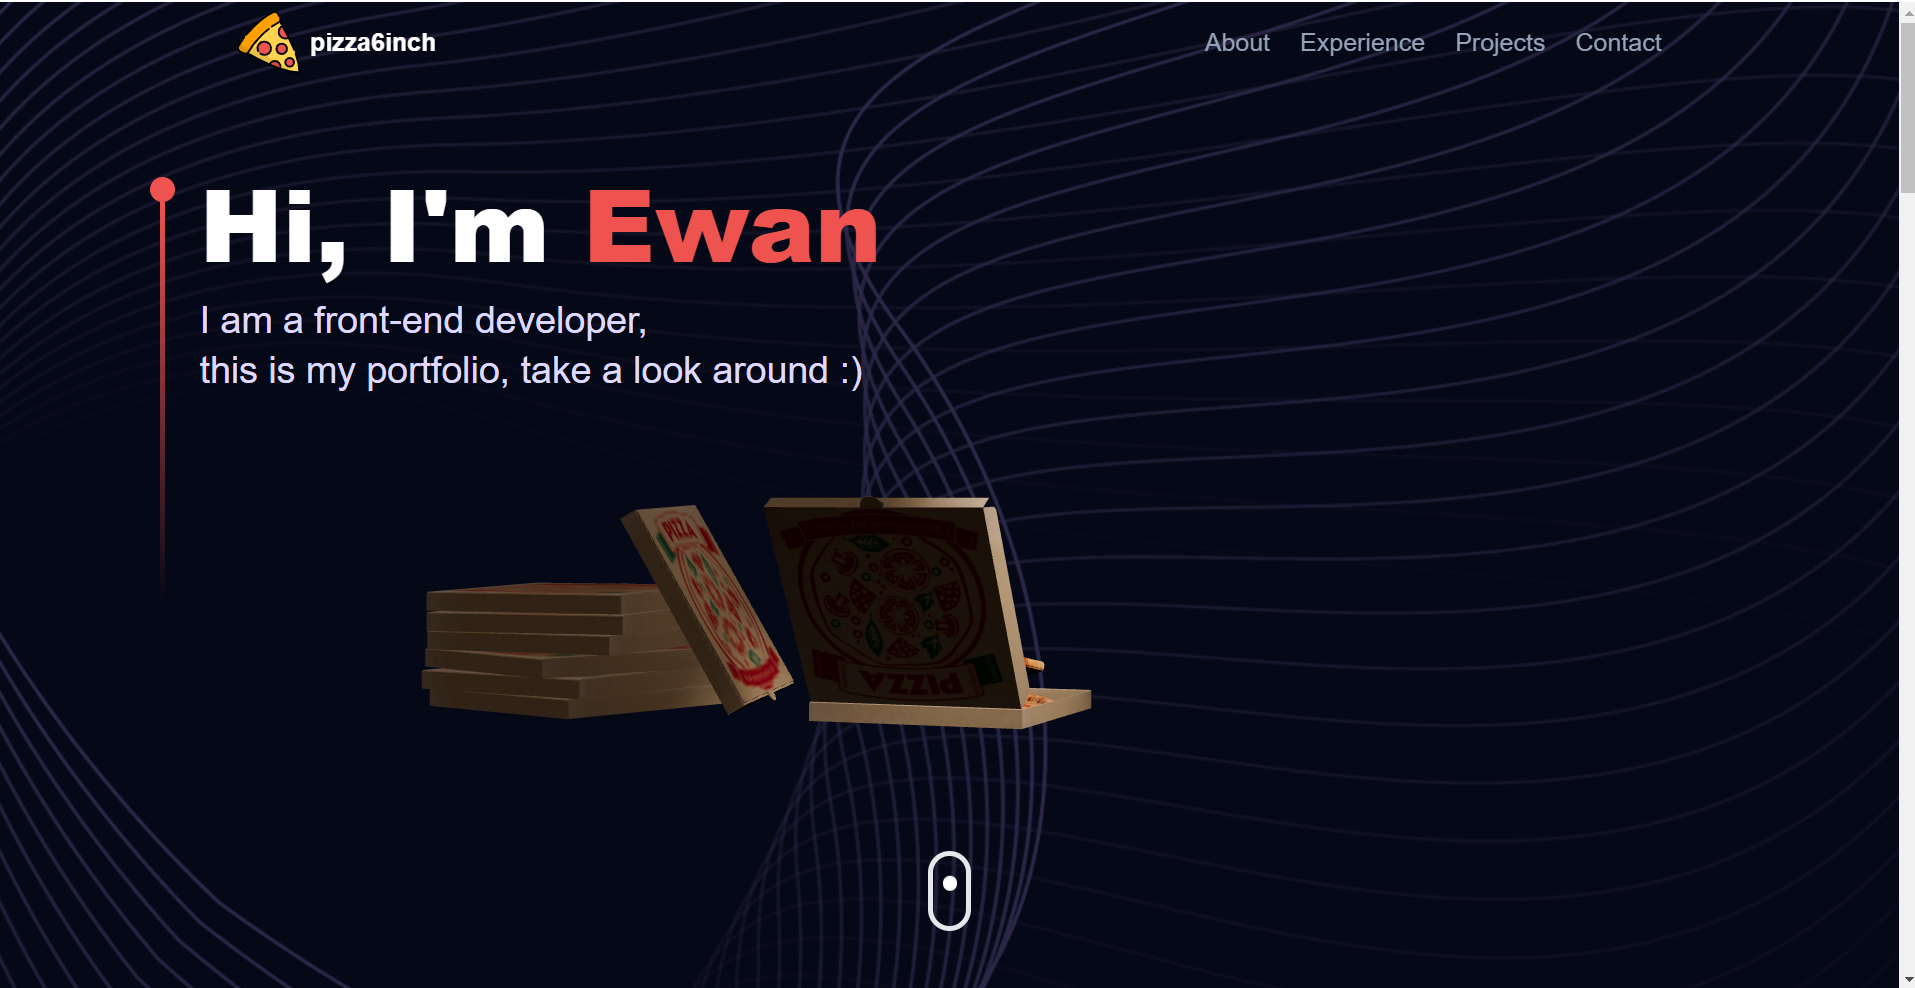 pizza6inch
About Experience Projects Contact
Hi, I'm Ewan
I am a front-end developer,
this is my portfolio, take a look around :)
PIZZA
PIZZA